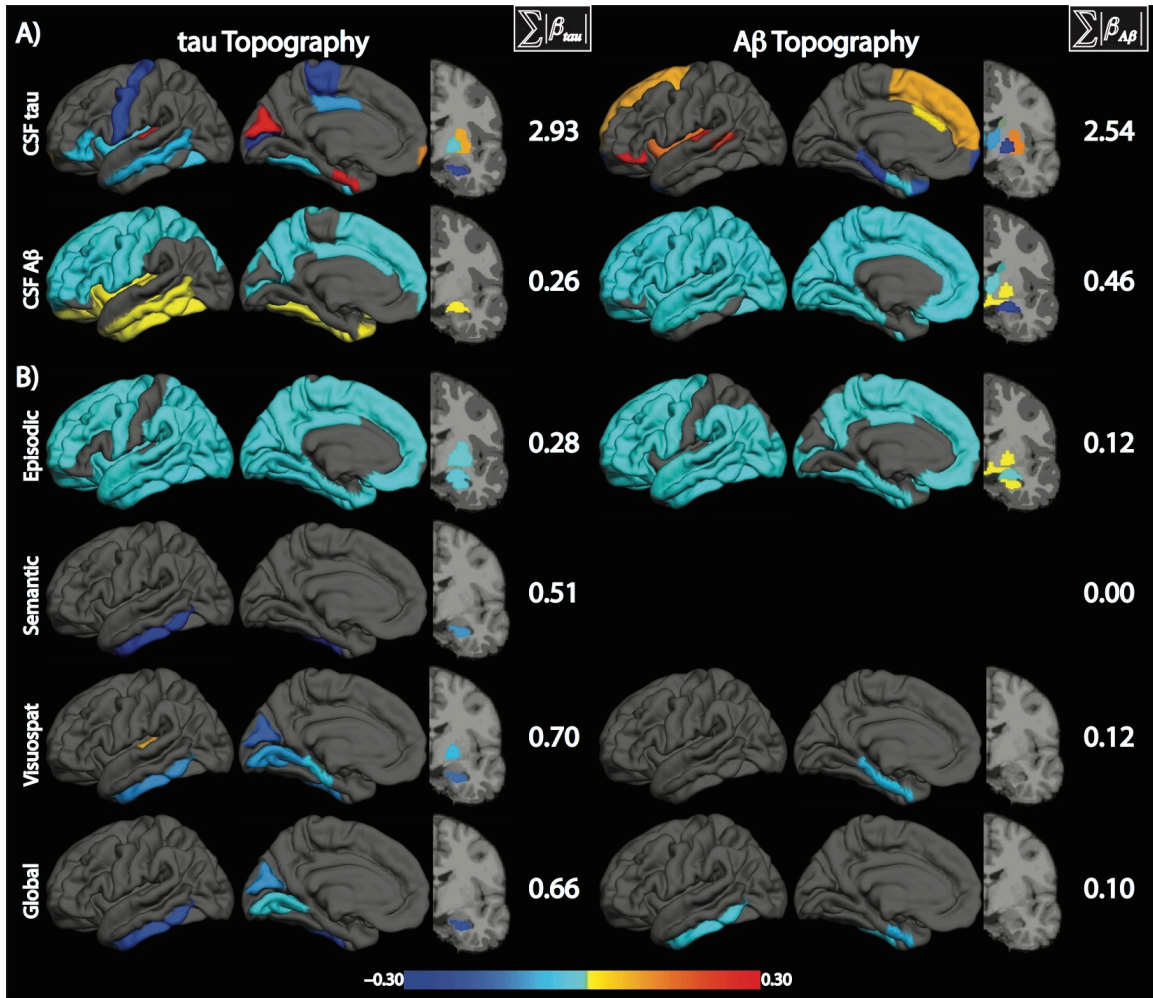 A)
tau Topography
∑|βtau|
Aβ Topography
∑|βAβ|
CSF tau
2.93
2.54
CSF Aβ
0.26
0.46
B)
Episodic
0.28
0.12
Semantic
0.51
0.00
Visuospat
0.70
0.12
Global
0.66
0.10
−0.30
0.30